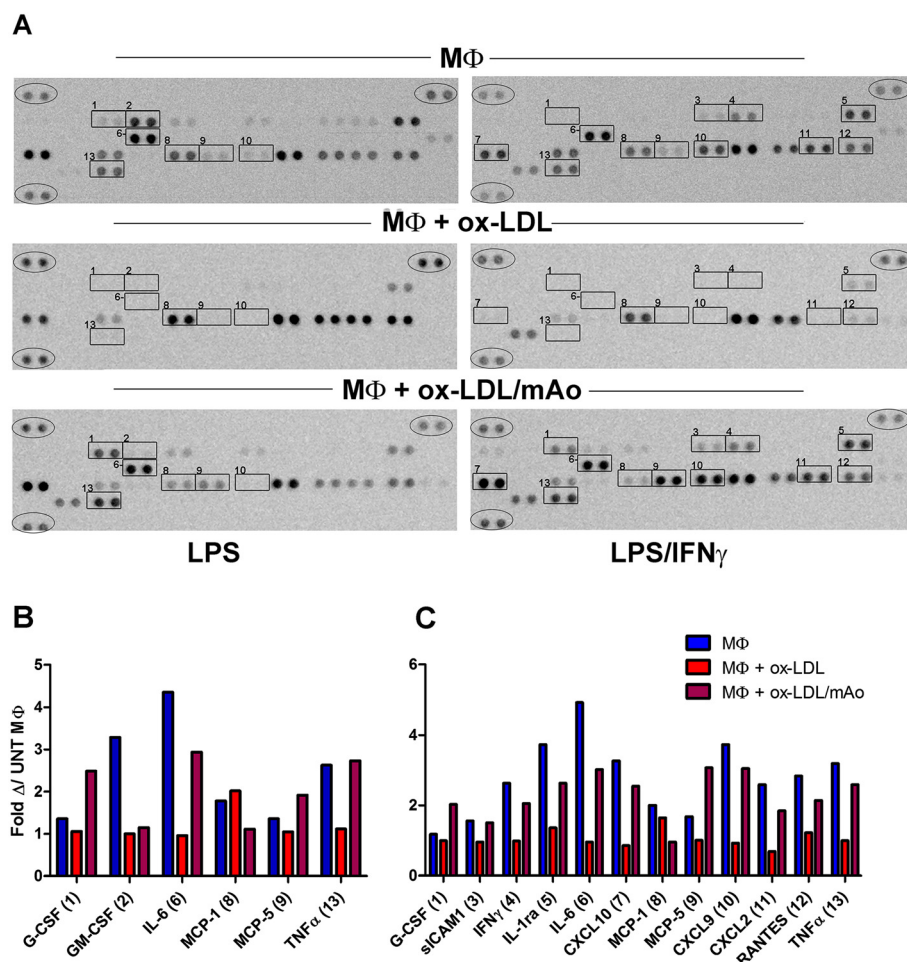 A
MΦ
1 2
6
8 9 10
13
1
3 4
5
6
7
8 9 10 11 12
13
MΦ + ox-LDL
1 2
6
8 9 10
13
1
3 4
5
6
7
8 9 10 11 12
13
MΦ + ox-LDL/mAo
1 2
6
8 9 10
13
1
3 4
5
6
7
8 9 10 11 12
13
LPS LPS/IFNγ
B
Fold Δ/ UNT MΦ
5
4
3
2
1
0
G-CSF (1)
GM-CSF (2)
IL-6 (6)
MCP-1 (8)
MCP-5 (9)
TNFα (13)
C
MΦ
MΦ + ox-LDL
MΦ + ox-LDL/mAo
6
4
2
0
G-CSF (1)
sICAM1 (3)
IFNγ (4)
IL-1ra (5)
IL-6 (6)
CXCL10 (7)
MCP-1 (8)
MCP-5 (9)
CXCL9 (10)
CXCL2 (11)
RANTES (12)
TNFα (13)